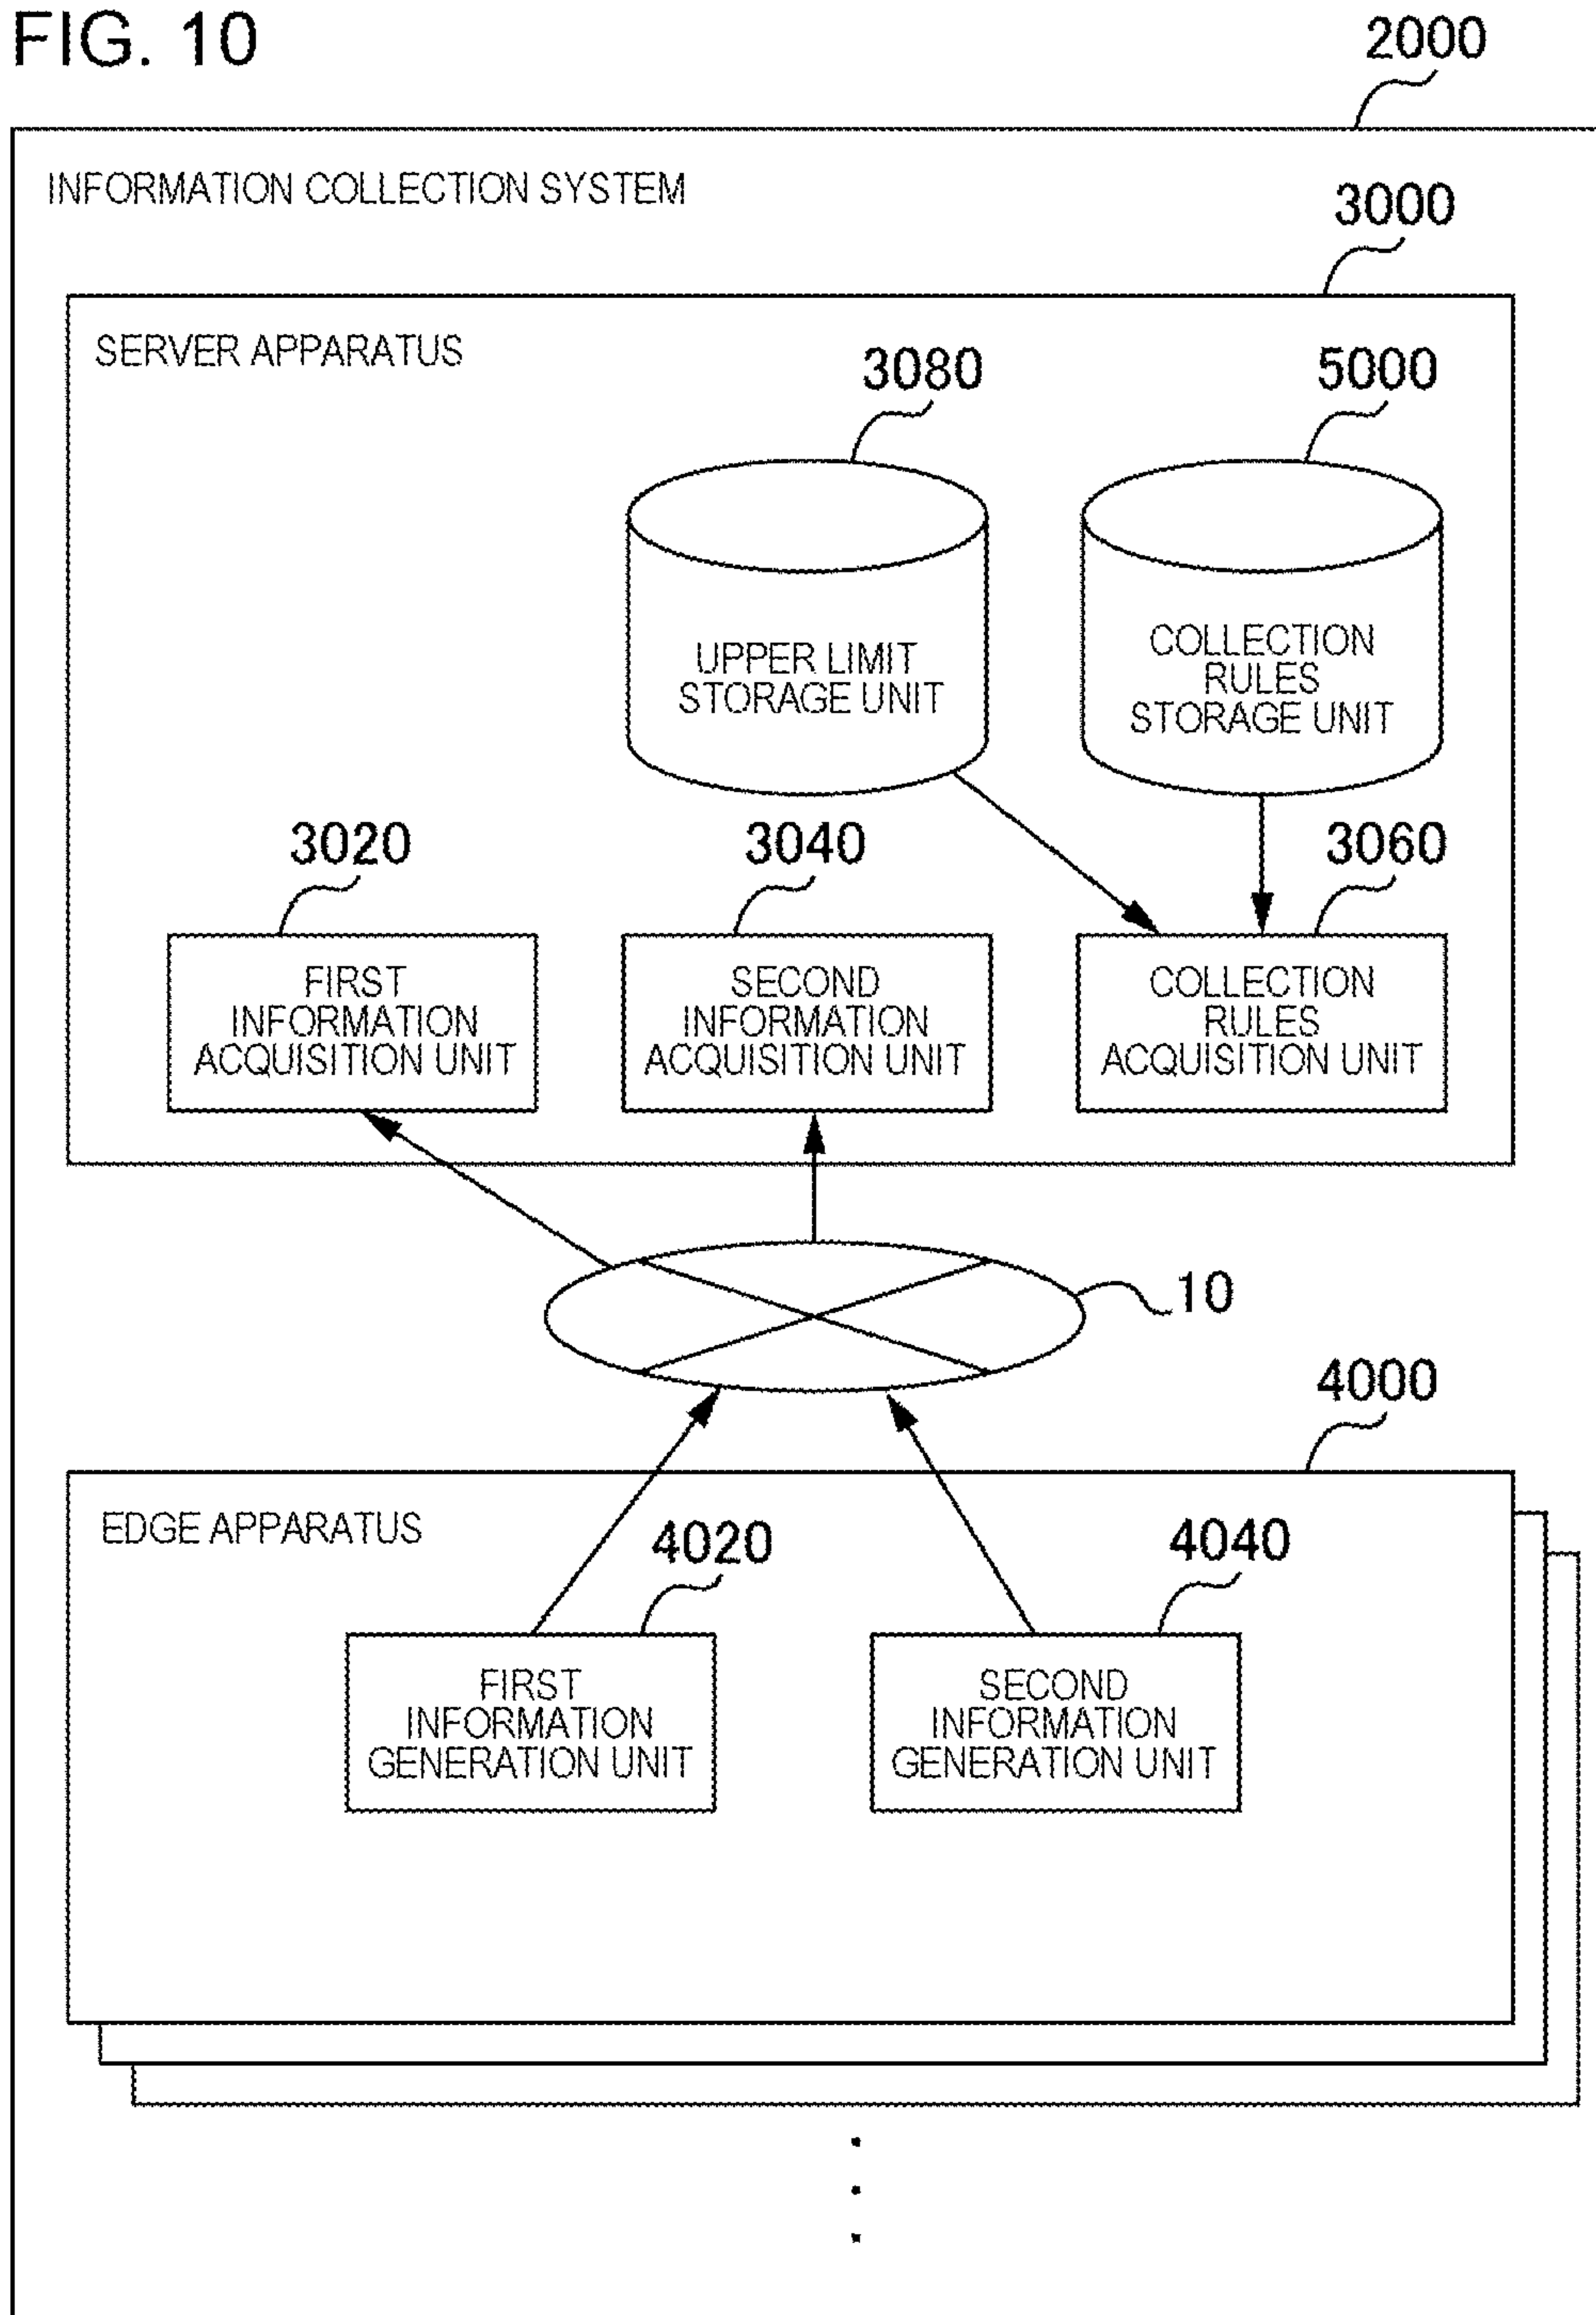 FIG. 10
2000
INFORMATION COLLECTION SYSTEM
3000
SERVER APPARATUS
3080
5000
UPPER LIMIT
STORAGE UNIT
COLLECTION
RULES
STORAGE UNIT
3020
3040
3060
FIRST
INFORMATION
ACQUISITION UNIT
SECOND
INFORMATION
ACQUISITION UNIT
COLLECTION
RULES
ACQUISITION UNIT
10
4000
EDGE APPARATUS
4020
4040
FIRST
INFORMATION
GENERATION UNIT
SECOND
INFORMATION
GENERATION UNIT